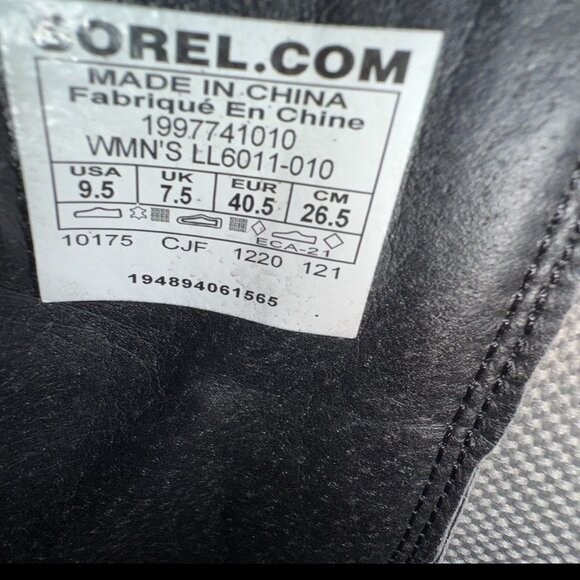 SOREL.COM
MADE IN CHINA
Fabriqué En Chine
1997741010
WMN'S LL6011-010
USA UK EUR CM
9.5 7.5 40.5 26.5
ECA-21
10175 CJF 1220 121
194894061565